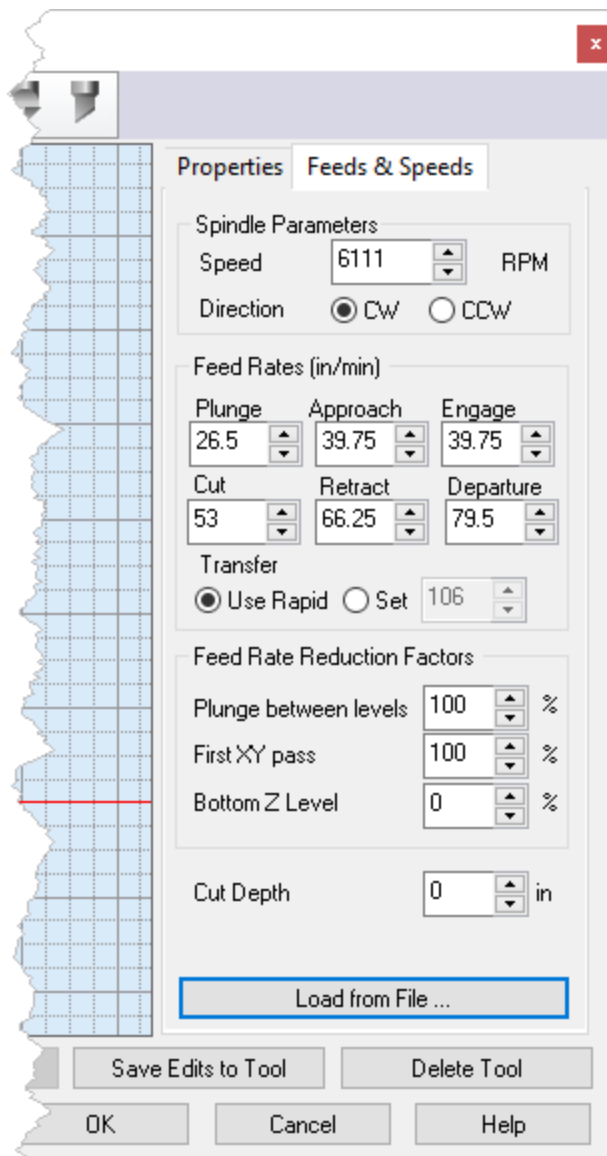 x
Properties Feeds & Speeds
Spindle Parameters
Speed 6111 RPM
Direction CW CCW
Feed Rates (in/min)
Plunge Approach Engage
26.5 39.75 39.75
Cut Retract Departure
53 66.25 79.5
Transfer
Use Rapid Set 106
Feed Rate Reduction Factors
Plunge between levels 100 %
First XY pass 100 %
Bottom Z Level 0 %
Cut Depth 0 in
Load from File ...
Save Edits to Tool Delete Tool
OK Cancel Help